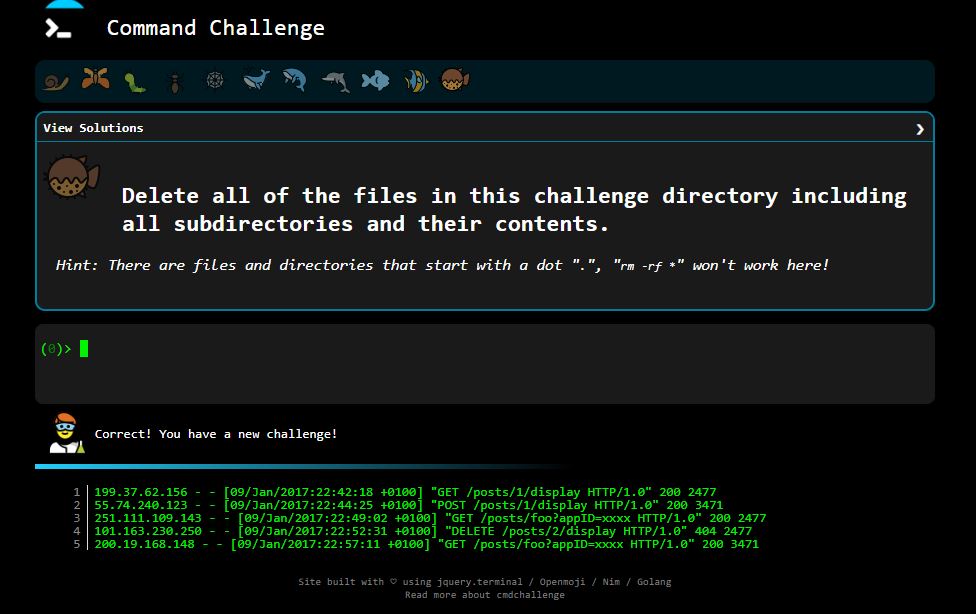 Command Challenge
View Solutions
Delete all of the files in this challenge directory including
all subdirectories and their contents.
Hint: There are files and directories that start with a dot ".", "rm -rf *" won't work here!
(0)>
Correct! You have a new challenge!
1 199.37.62.156 - - [09/Jan/2017:22:42:18 +0100] "GET /posts/1/display HTTP/1.0" 200 2477
2 55.74.240.123 - - [09/Jan/2017:22:44:25 +0100] "POST /posts/1/display HTTP/1.0" 200 3471
3 251.111.109.143 - - [09/Jan/2017:22:49:02 +0100] "GET /posts/foo?appID=xxxx HTTP/1.0" 200 2477
4 101.163.230.250 - - [09/Jan/2017:22:52:31 +0100] "DELETE /posts/2/display HTTP/1.0" 404 2477
5 200.19.168.148 - - [09/Jan/2017:22:57:11 +0100] "GET /posts/foo?appID=xxxx HTTP/1.0" 200 3471
Site built with ♡ using jquery.terminal / Openmoji / Nim / Golang
Read more about cmdchallenge